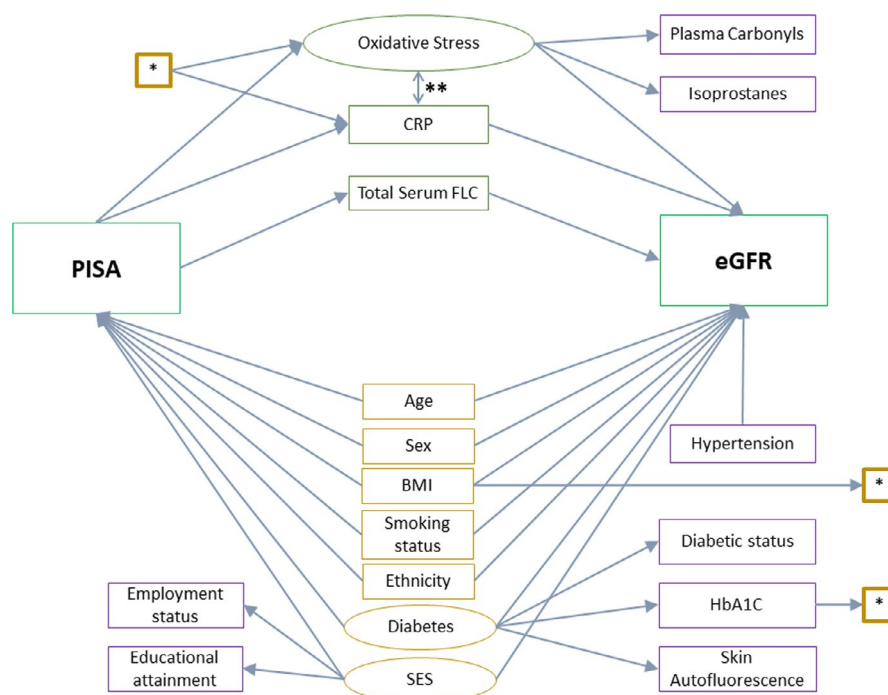 Oxidative Stress
Plasma Carbonyls
*
Isoprostanes
**
CRP
Total Serum FLC
PISA
eGFR
Age
Sex
Hypertension
BMI
*
Smoking
status
Diabetic status
Ethnicity
Employment
status
HbA1C
*
Diabetes
Educational
attainment
Skin
Autofluorescence
SES